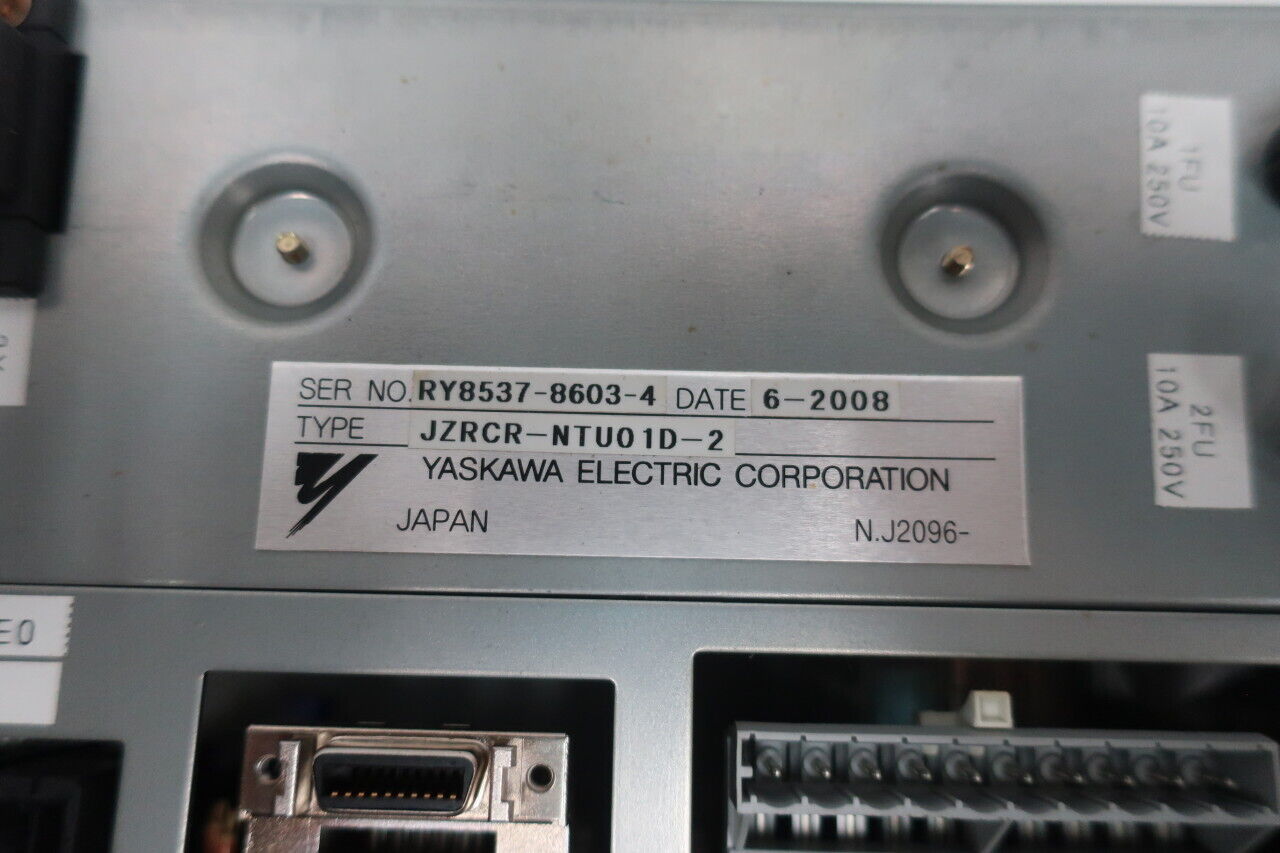 1FU
10A 250V
SER NO. RY8537-8603-4 DATE 6-2008
TYPE JZRCR-NTU01D-2
YASKAWA ELECTRIC CORPORATION
JAPAN N.J2096-
2FU
10A 250V
E0